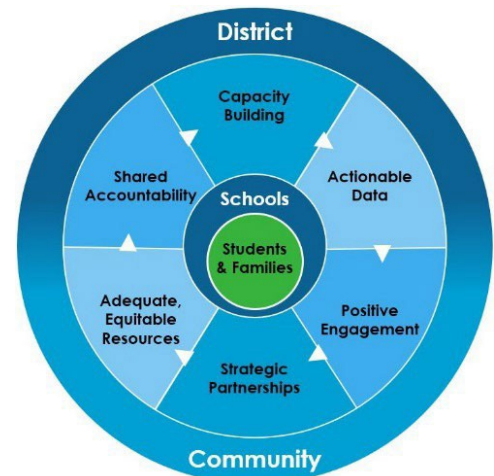 District
Capacity
Building
Actionable
Data
Positive
Engagement
Strategic
Partnerships
Adequate,
Equitable
Resources
Shared
Accountability
Schools
Students
& Families
Community